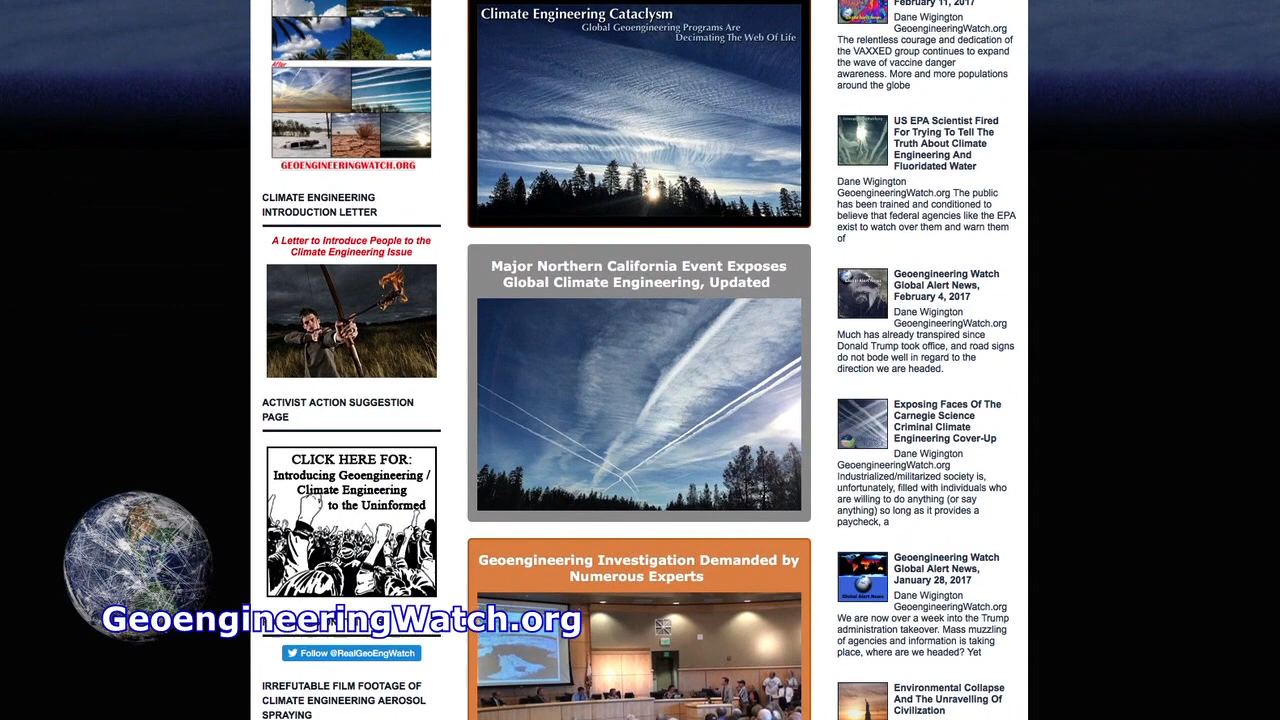 After
GEOENGINEERINGWATCH.ORG
CLIMATE ENGINEERING
INTRODUCTION LETTER
A Letter to Introduce People to the
Climate Engineering Issue
ACTIVIST ACTION SUGGESTION
PAGE
CLICK HERE FOR:
Introducing Geoengineering /
Climate Engineering
to the Uninformed
GeoengineeringWatch.org
Follow @RealGeoEngWatch
IRREFUTABLE FILM FOOTAGE OF
CLIMATE ENGINEERING AEROSOL
SPRAYING
Climate Engineering Cataclysm
Global Geoengineering Programs Are
Decimating The Web Of Life
Major Northern California Event Exposes
Global Climate Engineering, Updated
Geoengineering Investigation Demanded by
Numerous Experts
February 11, 2017
Dane Wigington
GeoengineeringWatch.org
The relentless courage and dedication of
the VAXXED group continues to expand
the wave of vaccine danger
awareness. More and more populations
around the globe
US EPA Scientist Fired
For Trying To Tell The
Truth About Climate
Engineering And
Fluoridated Water
Dane Wigington
GeoengineeringWatch.org The public
has been trained and conditioned to
believe that federal agencies like the EPA
exist to watch over them and warn them
of
Geoengineering Watch
Global Alert News,
February 4, 2017
Dane Wigington
GeoengineeringWatch.org
Much has already transpired since
Donald Trump took office, and road signs
do not bode well in regard to the
direction we are headed.
Exposing Faces Of The
Carnegie Science
Criminal Climate
Engineering Cover-Up
Dane Wigington
GeoengineeringWatch.org
Industrialized/militarized society is,
unfortunately, filled with individuals who
are willing to do anything (or say
anything) so long as it provides a
paycheck, a
Geoengineering Watch
Global Alert News,
January 28, 2017
Global Alert News
Dane Wigington
GeoengineeringWatch.org
We are now over a week into the Trump
administration takeover. Mass muzzling
of agencies and information is taking
place, where are we headed? Yet
Environmental Collapse
And The Unravelling Of
Civilization